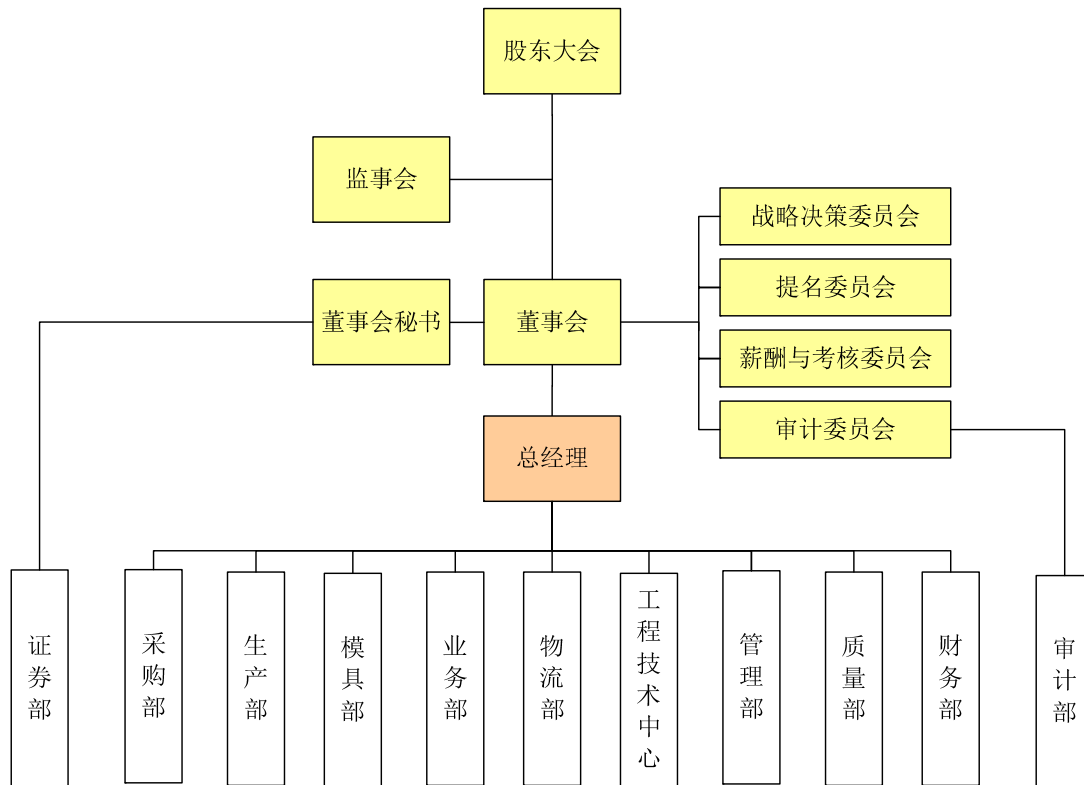 股东大会
监事会
战略决策委员会
提名委员会
董事会秘书
董事会
薪酬与考核委员会
审计委员会
总经理
证券部
采购部
生产部
模具部
业务部
物流部
工程技术中心
管理部
质量部
财务部
审计部